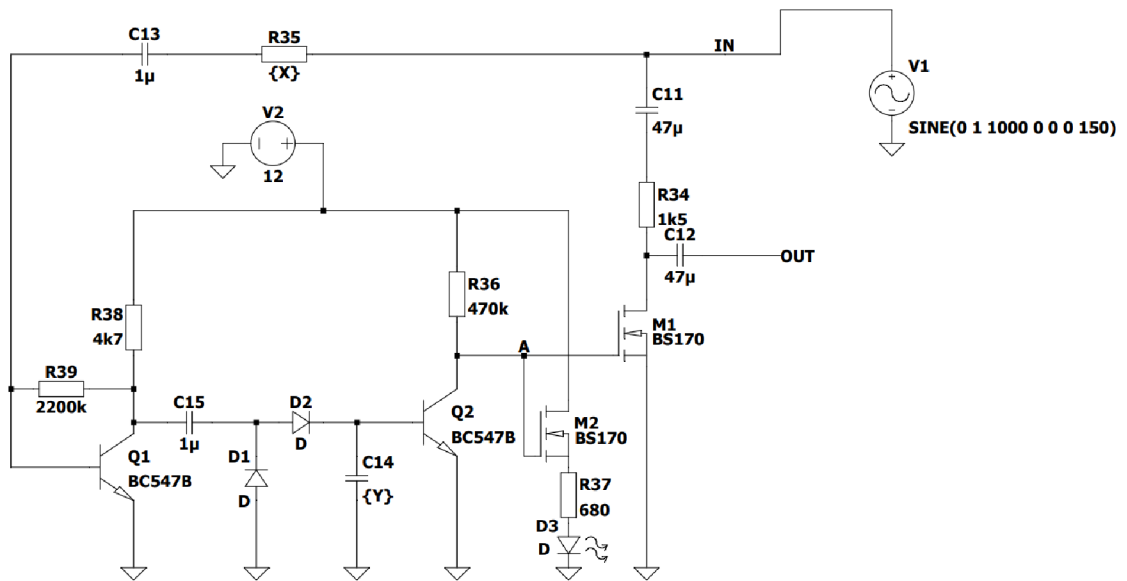 C13
1µ
R35
{X}
IN
V1
SINE(0 1 1000 0 0 0 150)
C11
47µ
V2
12
R34
1k5
C12
47µ
OUT
R38
4k7
R36
470k
A
M1
BS170
R39
2200k
C15
1µ
D2
D
Q2
BC547B
M2
BS170
Q1
BC547B
D1
D
C14
{Y}
R37
680
D3
D